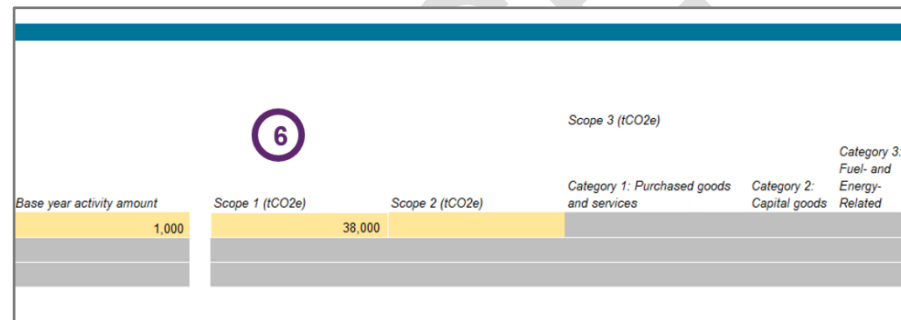 6
Scope 3 (tCO2e)
Base year activity amount
Scope 1 (tCO2e)
Scope 2 (tCO2e)
Category 1: Purchased goods
and services
Category 2:
Capital goods
Category 3:
Fuel- and
Energy-
Related
1,000
38,000